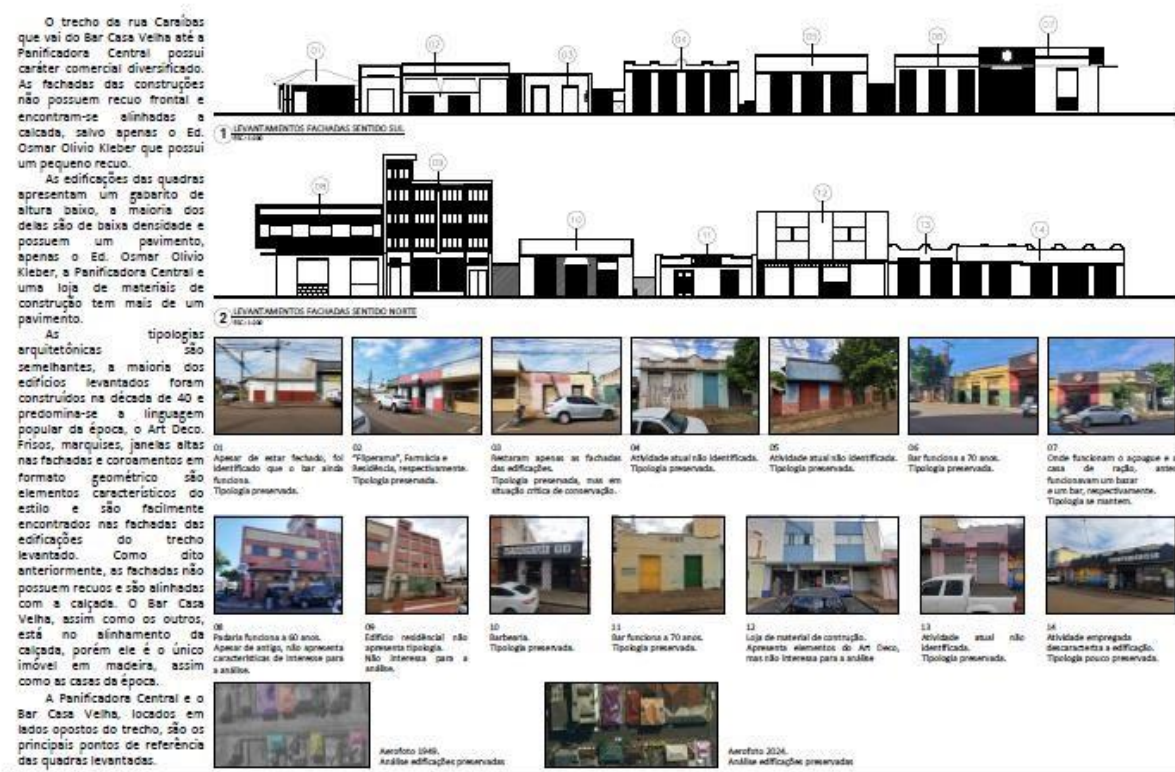 O trecho da rua Caraíbas
que vai do Bar Casa Velha até a
Panificadora Central possui
caráter comercial diversificado.
As fachadas das construções
não possuem recuo frontal e
encontram-se alinhadas a
calcada, salvo apenas o Ed.
Osmar Olivio Kleber que possui
um pequeno recuo.
As edificações das quadras
apresentam um gabarito de
altura baixo, a maioria dos
delas são de baixa densidade e
possuem um pavimento,
apenas o Ed. Osmar Olivio
Kleber, a Panificadora Central e
uma loja de materiais de
construção tem mais de um
pavimento.
As tipologias
arquitetônicas são
semelhantes, a maioria dos
edifícios levantados foram
construídos na década de 40 e
predomina-se a linguagem
popular da época, o Art Deco.
Frisos, marquises, janelas altas
nas fachadas e coroamentos em
formato geométrico são
elementos característicos do
estilo e são facilmente
encontrados nas fachadas das
edificações do trecho
levantado. Como dito
anteriormente, as fachadas não
possuem recuos e são alinhadas
com a calçada. O Bar Casa
Velha, assim como os outros,
está no alinhamento da
calçada, porém ele é o único
imóvel em madeira, assim
como as casas da época.
A Panificadora Central e o
Bar Casa Velha, locados em
lados opostos do trecho, são os
principais pontos de referência
das quadras levantadas.
01
02
03
04
05
06
07
1 LEVANTAMENTOS FACHADAS SENTIDO SUL
08
09
10
11
12
13
14
2 LEVANTAMENTOS FACHADAS SENTIDO NORTE
01
Apesar de estar fechado, foi
identificado que o bar ainda
funciona.
Tipologia preservada.
02
"Fliperama", Farmácia e
Residência, respectivamente.
Tipologia preservada.
03
Restaram apenas as fachadas
das edificações.
Tipologia preservada, mas em
situação crítica de conservação.
04
Atividade atual não identificada.
Tipologia preservada.
05
Atividade atual não identificada.
Tipologia preservada.
06
Bar funciona a 70 anos.
Tipologia preservada.
07
Onde funcionam o açougue e a
casa de ração, antes
funcionavam um bazar
e um bar, respectivamente.
Tipologia se mantem.
08
Padaria funciona a 60 anos.
Apesar de antigo, não apresenta
características de interesse para
a análise.
09
Edifício residêncial não
apresenta tipologia.
Não interessa para a
análise.
10
Barbearia.
Tipologia preservada.
11
Bar funciona a 70 anos.
Tipologia preservada.
12
Loja de material de contrução.
Apresenta elementos do Art Deco,
mas não interessa para a análise
13
Atividade atual não
identificada.
Tipologia preservada.
14
Atividade empregada
descaracteriza a edificação.
Tipologia pouco preservada.
Aerofoto 1949.
Análise edificações preservadas
Aerofoto 2024.
Análise edificações preservadas